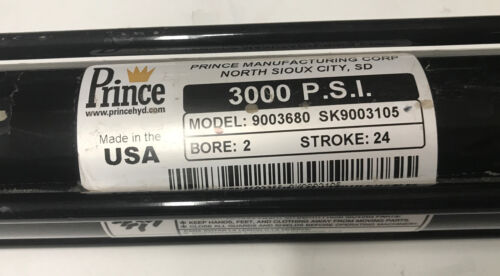 PRINCE MANUFACTURING CORP
NORTH SIOUX CITY, SD
Prince
www.princehyd.com
3000 P.S.I.
MODEL: 9003680 SK9003105
Made in the
USA
BORE: 2 STROKE: 24
KEEP HANDS, FEET, AND CLOTHING AWAY FROM MOVING PARTS.
CLOSE ALL GUARDS AND SHIELDS BEFORE OPERATING MACHINERY.